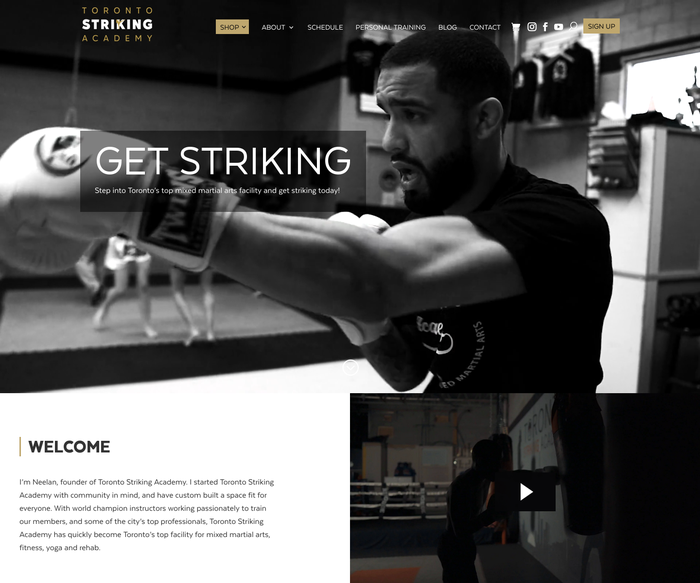 TORONTO
STRIKING
ACADEMY
SHOP ABOUT SCHEDULE PERSONAL TRAINING BLOG CONTACT SIGN UP
GET STRIKING
Step into Toronto's top mixed martial arts facility and get striking today!
MARTIAL ARTS
WELCOME
I'm Neelan, founder of Toronto Striking Academy. I started Toronto Striking
Academy with community in mind, and have custom built a space fit for
everyone. With world champion instructors working passionately to train
our members, and some of the city's top professionals, Toronto Striking
Academy has quickly become Toronto's top facility for mixed martial arts,
fitness, yoga and rehab.